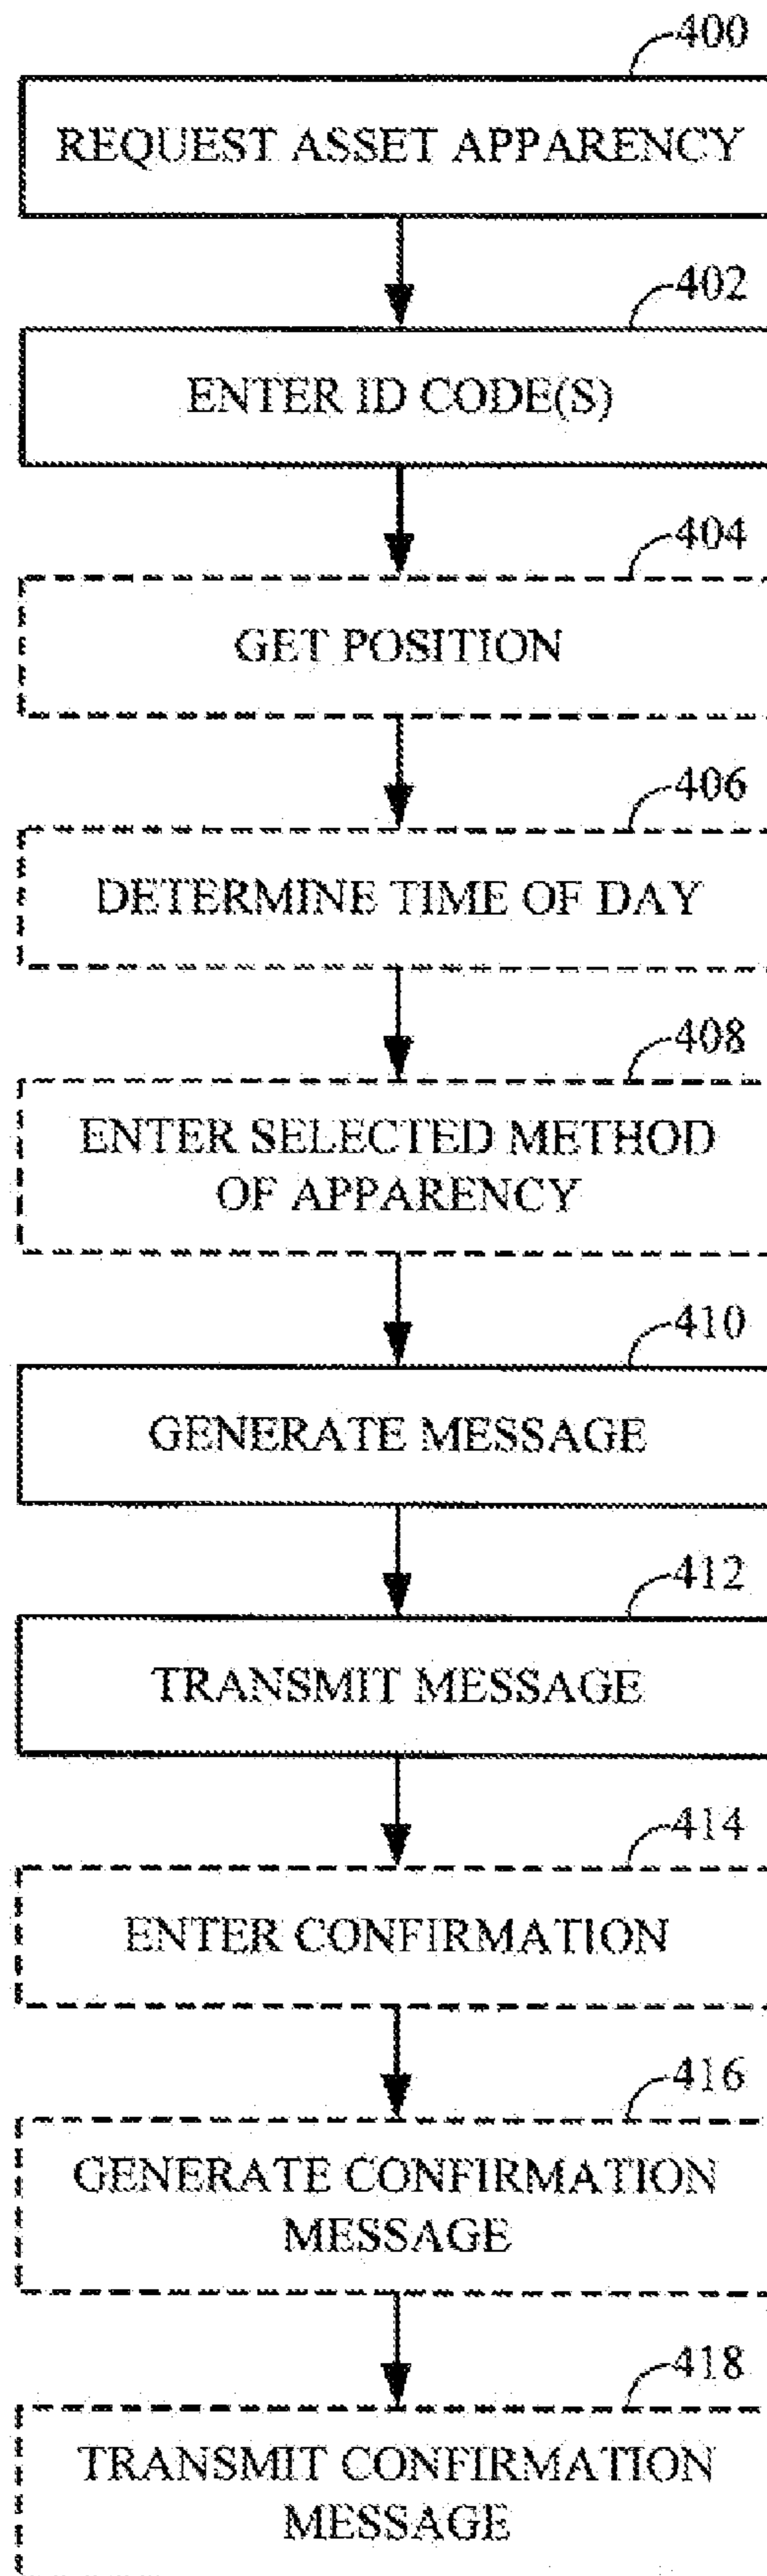 400
REQUEST ASSET APPARENCY
402
ENTER ID CODE(S)
404
GET POSITION
406
DETERMINE TIME OF DAY
408
ENTER SELECTED METHOD
OF APPARENCY
410
GENERATE MESSAGE
412
TRANSMIT MESSAGE
414
ENTER CONFIRMATION
416
GENERATE CONFIRMATION
MESSAGE
418
TRANSMIT CONFIRMATION
MESSAGE